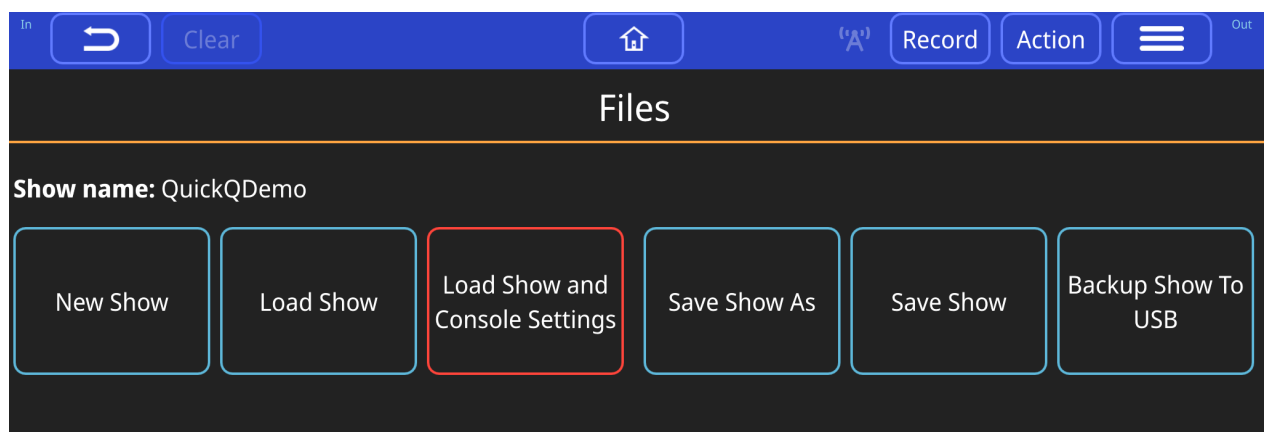 In
Clear
((A))
Record
Action
Out
Files
Show name: QuickQDemo
New Show
Load Show
Load Show and
Console Settings
Save Show As
Save Show
Backup Show To
USB